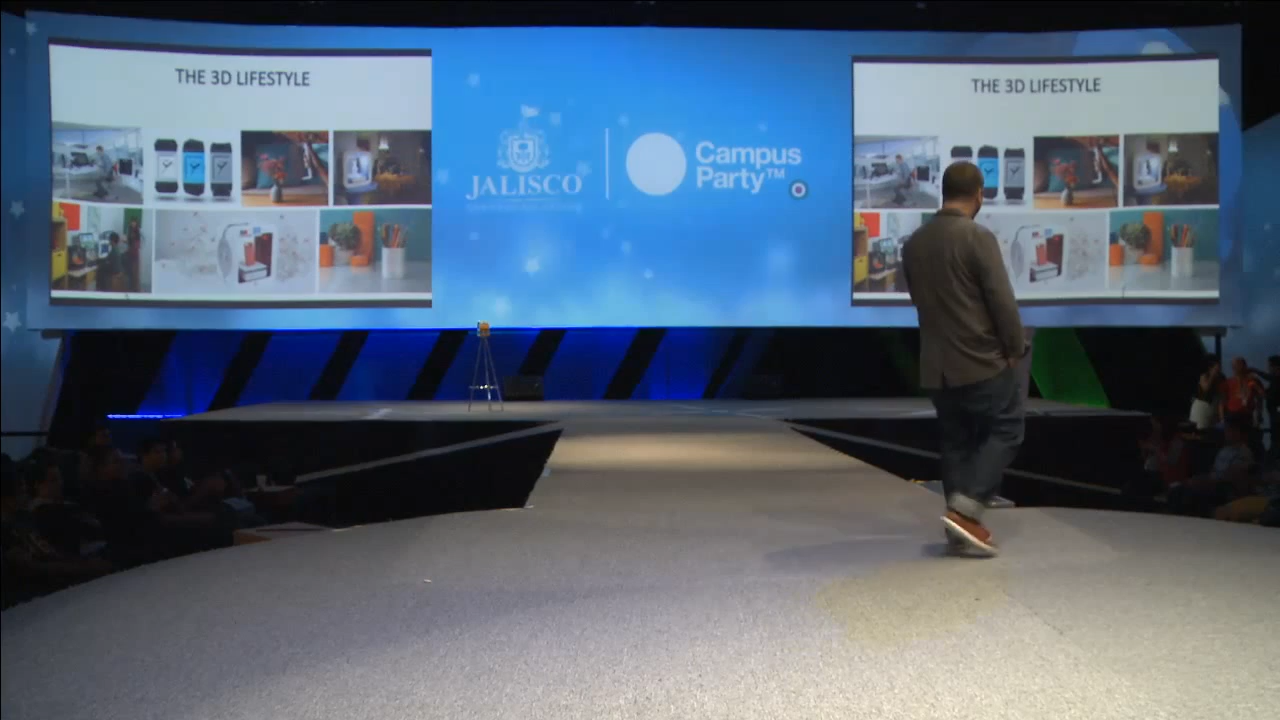 THE 3D LIFESTYLE
JALISCO
Campus
Party™
THE 3D LIFESTYLE